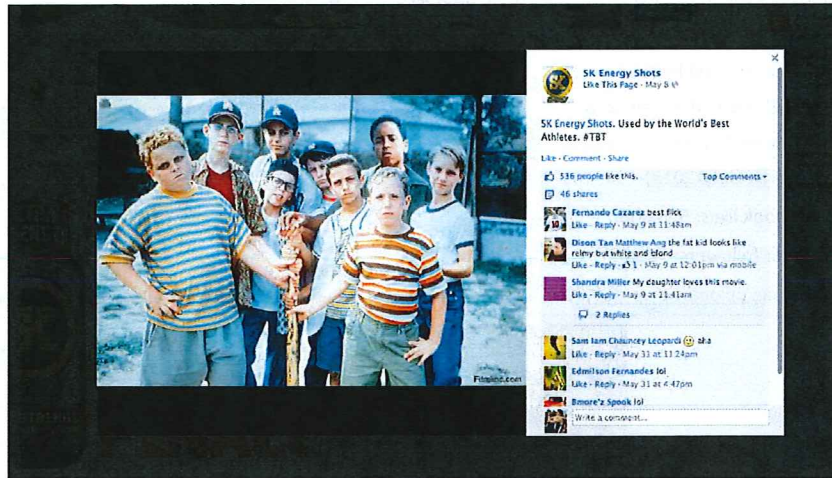 SK Energy Shots
Like This Page · May 8
SK Energy Shots. Used by the World's Best
Athletes. #TBT
Like · Comment · Share
536 people like this.
Top Comments
46 shares
Fernando Cazarez best flick
Like · Reply · May 9 at 11:48am
Dison Tan Matthew Ang the fat kid looks like
relmy but white and blond
Like · Reply · 1 · May 9 at 12:01pm via mobile
Shandra Miller My daughter loves this movie.
Like · Reply · May 9 at 11:41am
2 Replies
Sam Iam Chauncey Leopardi aka
Like · Reply · May 31 at 11:24pm
Edmilson Fernandes lol
Like · Reply · May 31 at 4:47pm
Bmore'z Spook lol
Write a comment...
SK